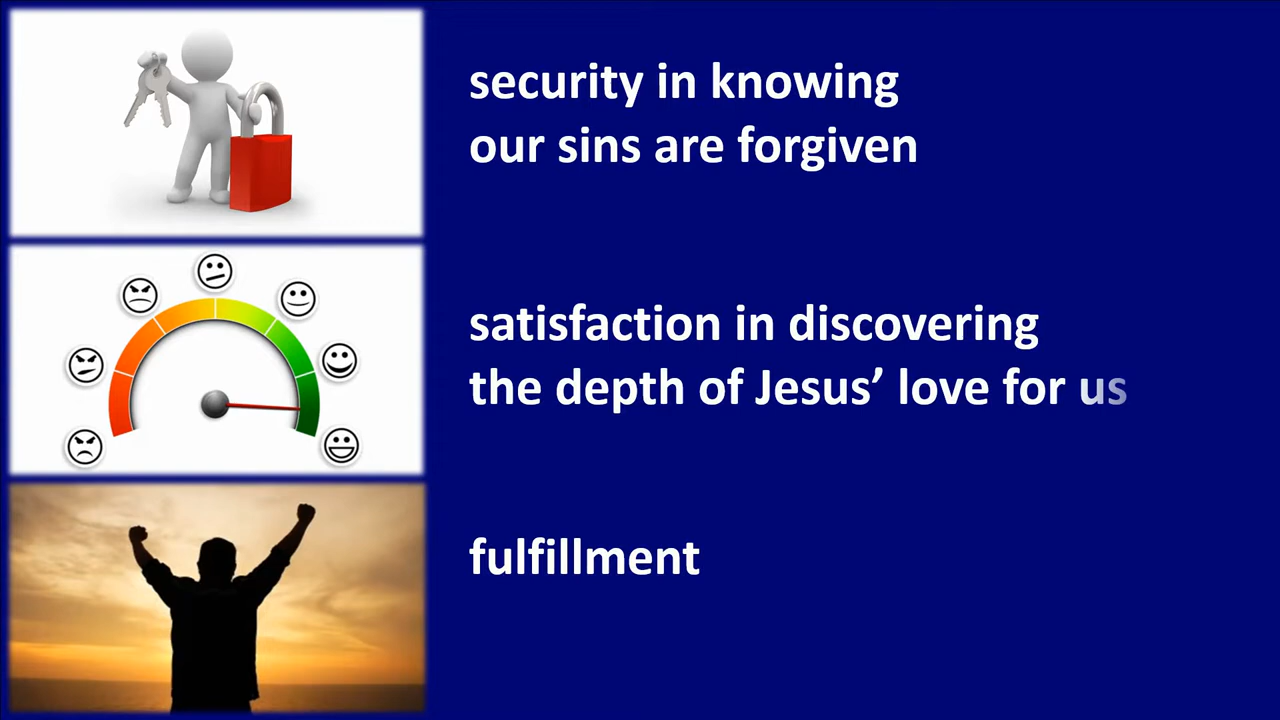 security in knowing
our sins are forgiven
satisfaction in discovering
the depth of Jesus’ love for us
fulfillment